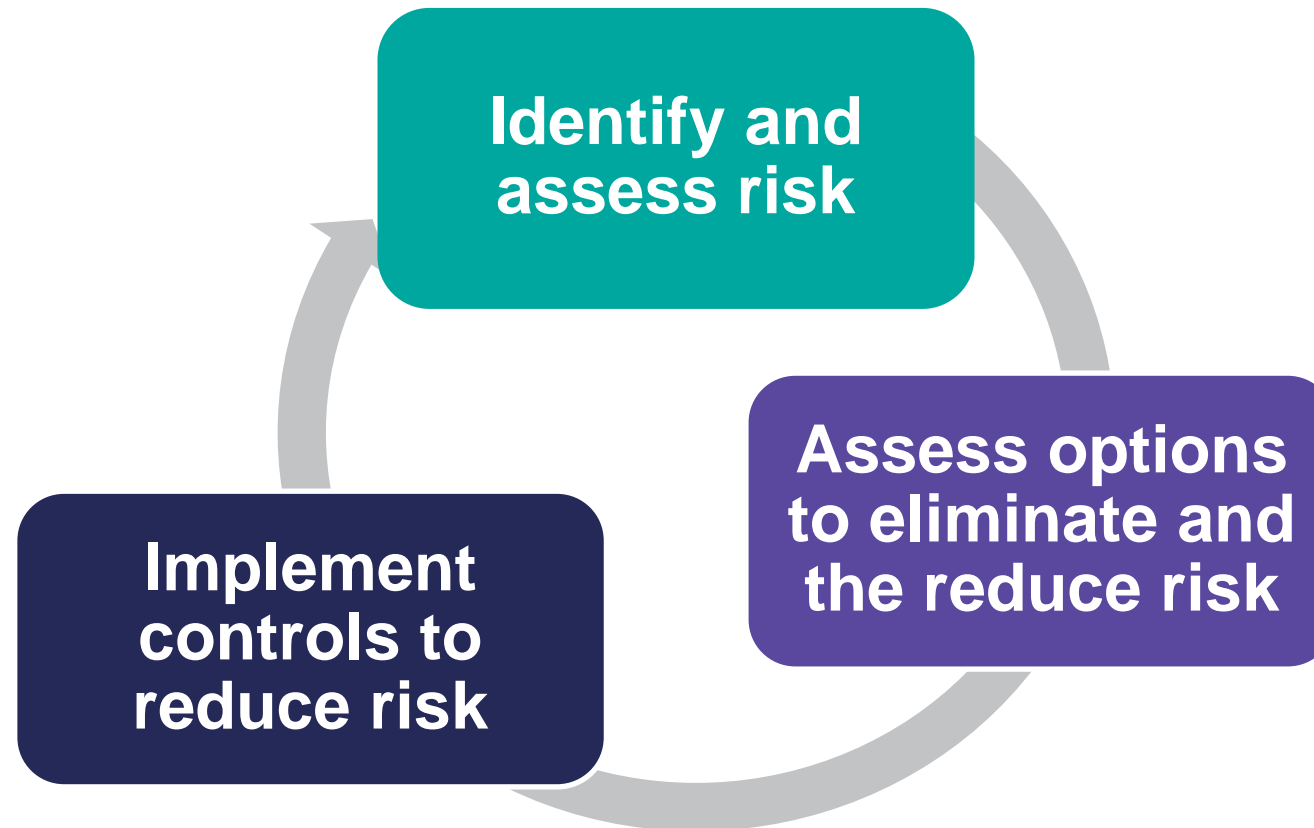 Identify and
assess risk
Assess options
to eliminate and
the reduce risk
Implement
controls to
reduce risk